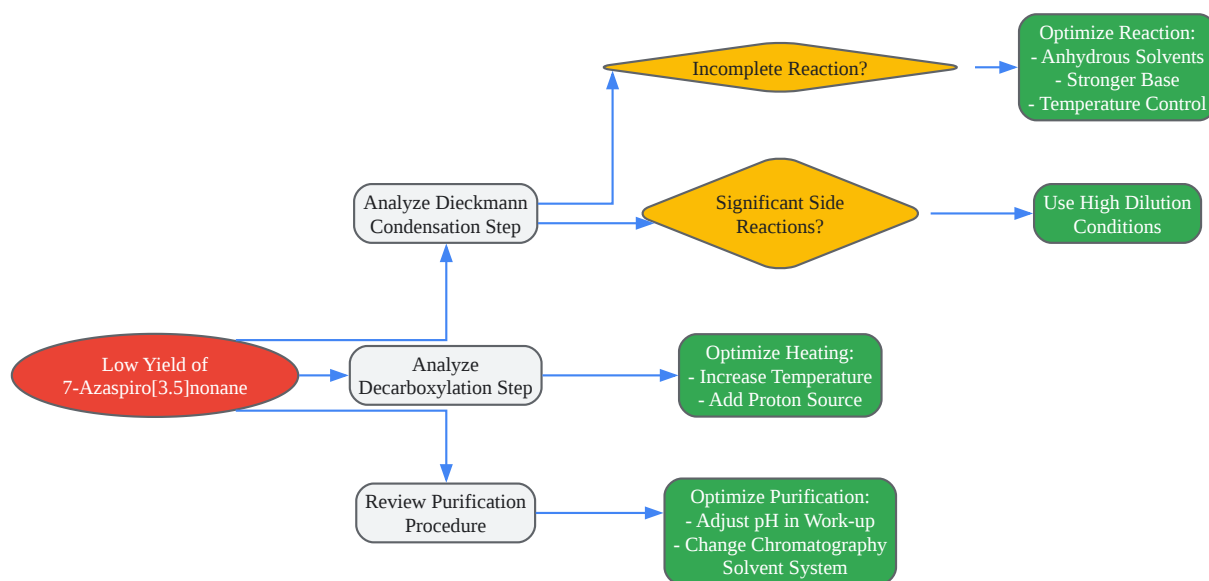 Optimize Reaction:
- Anhydrous Solvents
- Stronger Base
- Temperature Control
Incomplete Reaction?
Analyze Dieckmann
Condensation Step
Significant Side
Reactions?
Use High Dilution
Conditions
Low Yield of
7-Azaspiro[3.5]nonane
Analyze
Decarboxylation Step
Optimize Heating:
- Increase Temperature
- Add Proton Source
Review Purification
Procedure
Optimize Purification:
- Adjust pH in Work-up
- Change Chromatography
Solvent System